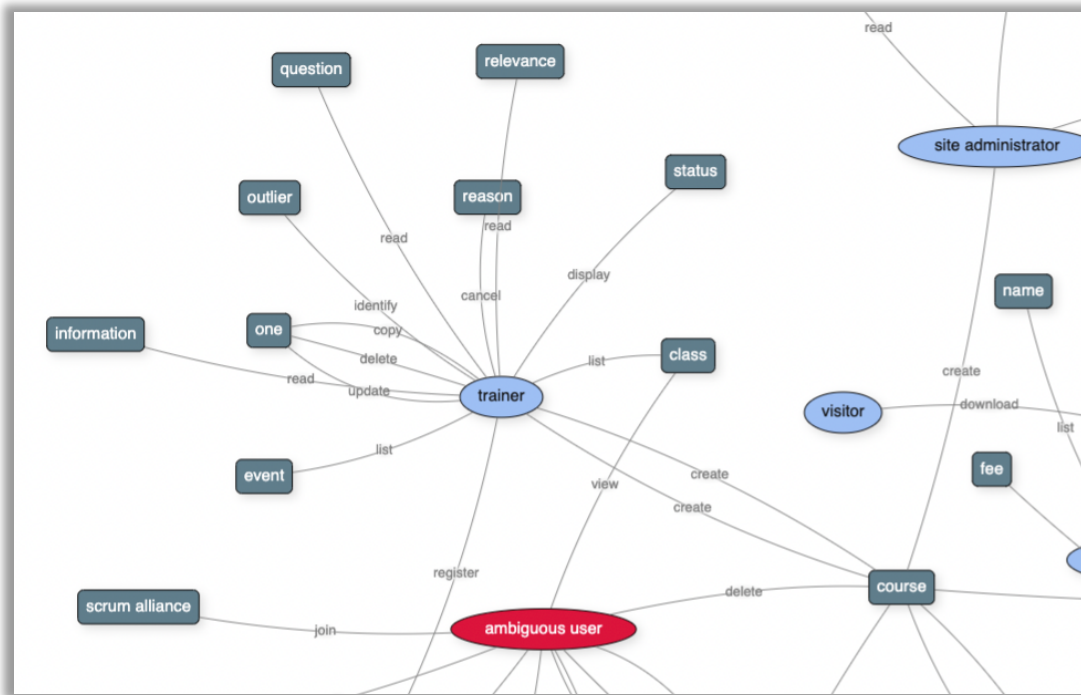 read
question
relevance
site administrator
status
outlier
reason
read
read
display
name
identify
cancel
information
one
copy
delete
list
class
read
update
trainer
create
visitor
download
list
event
list
view
create
create
fee
register
delete
course
scrum alliance
join
ambiguous user